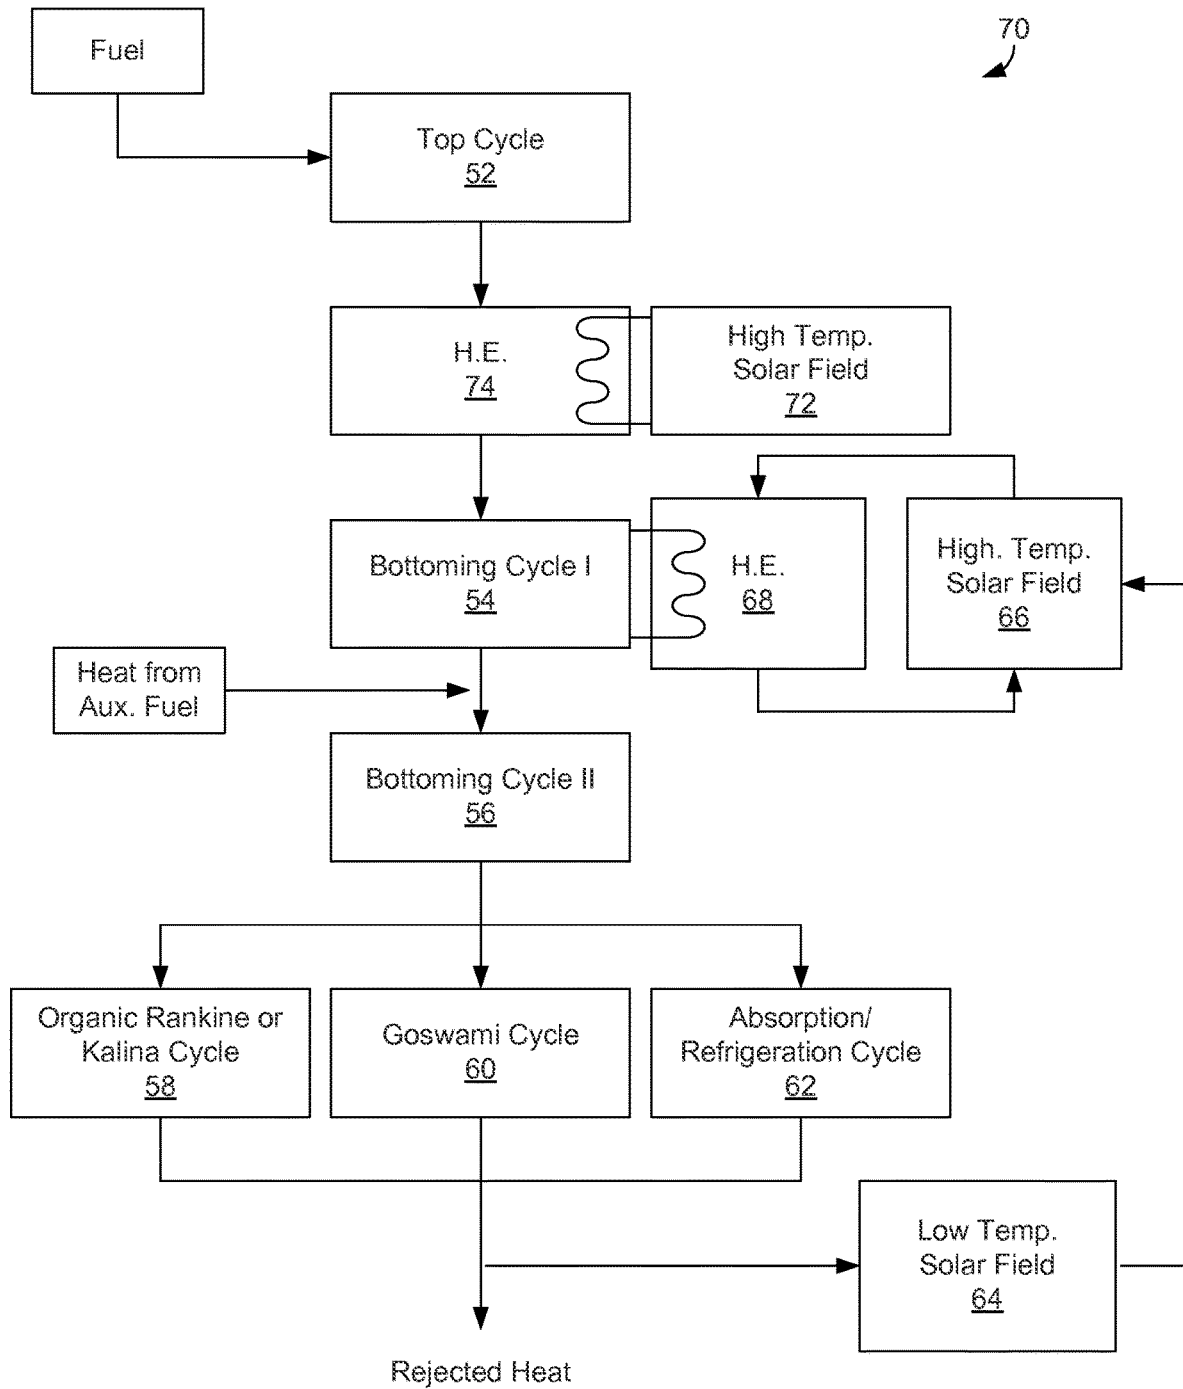 Fuel
70
Top Cycle
52
H.E.
74
High Temp.
Solar Field
72
Bottoming Cycle I
54
H.E.
68
High. Temp.
Solar Field
66
Heat from
Aux. Fuel
Bottoming Cycle II
56
Organic Rankine or
Kalina Cycle
58
Goswami Cycle
60
Absorption/
Refrigeration Cycle
62
Low Temp.
Solar Field
64
Rejected Heat